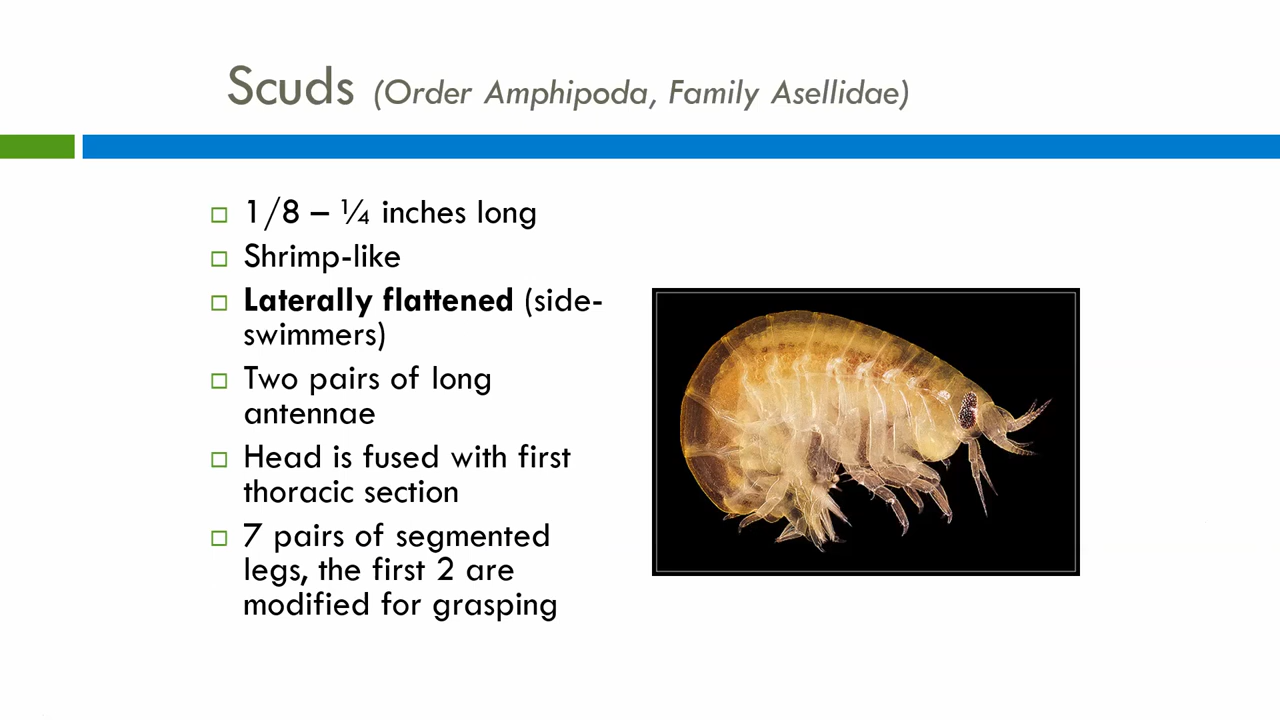 Scuds (Order Amphipoda, Family Asellidae)
1/8 – ¼ inches long
Shrimp-like
Laterally flattened (side-
swimmers)
Two pairs of long
antennae
Head is fused with first
thoracic section
7 pairs of segmented
legs, the first 2 are
modified for grasping